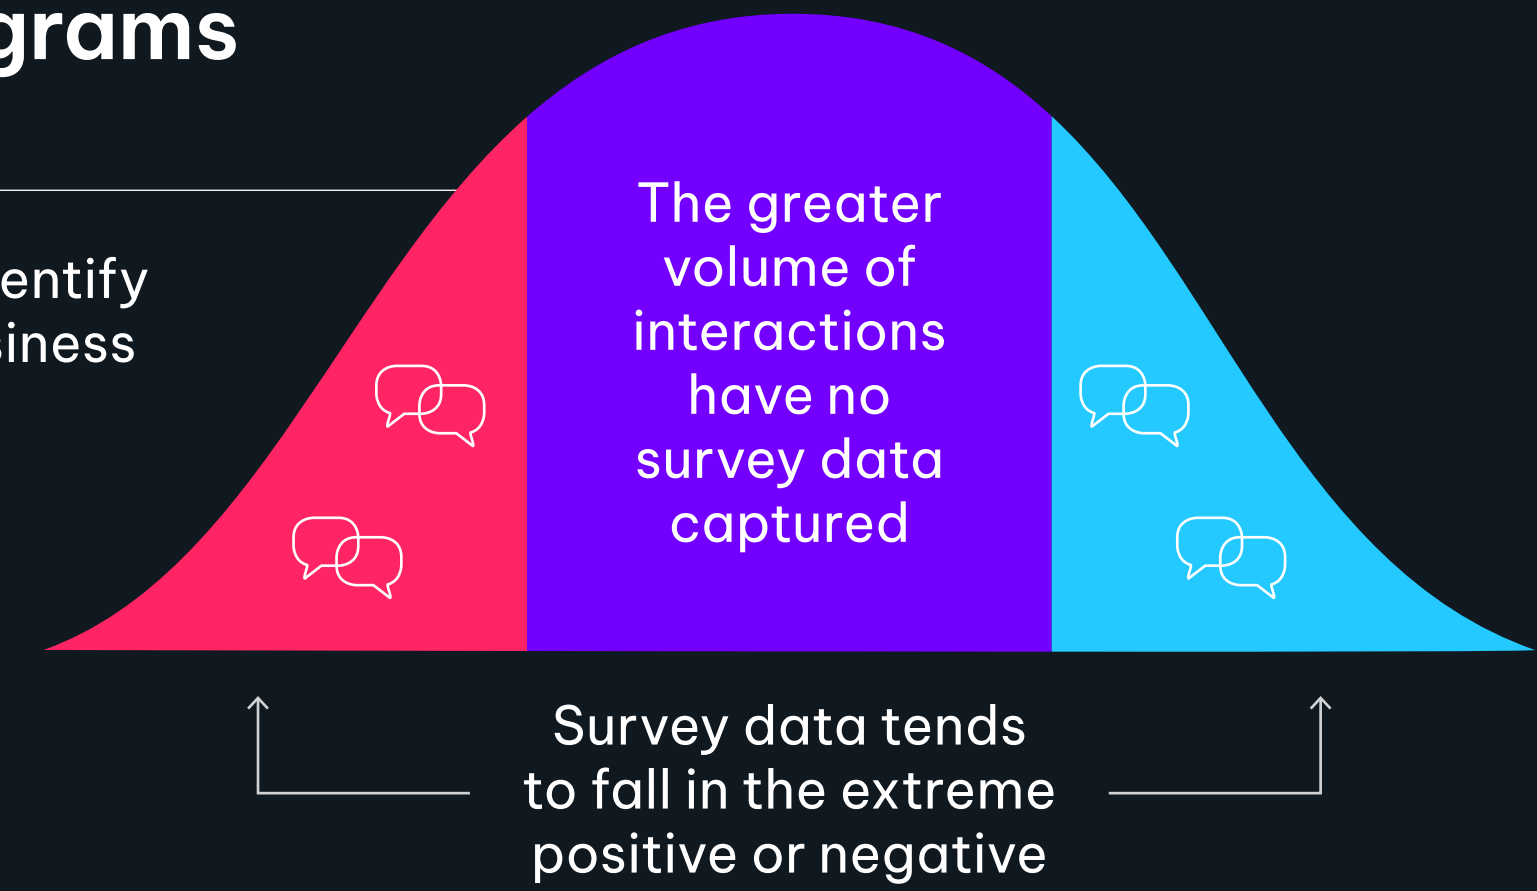 grams
entify
siness
The greater
volume of
interactions
have no
survey data
captured
Survey data tends
to fall in the extreme
positive or negative